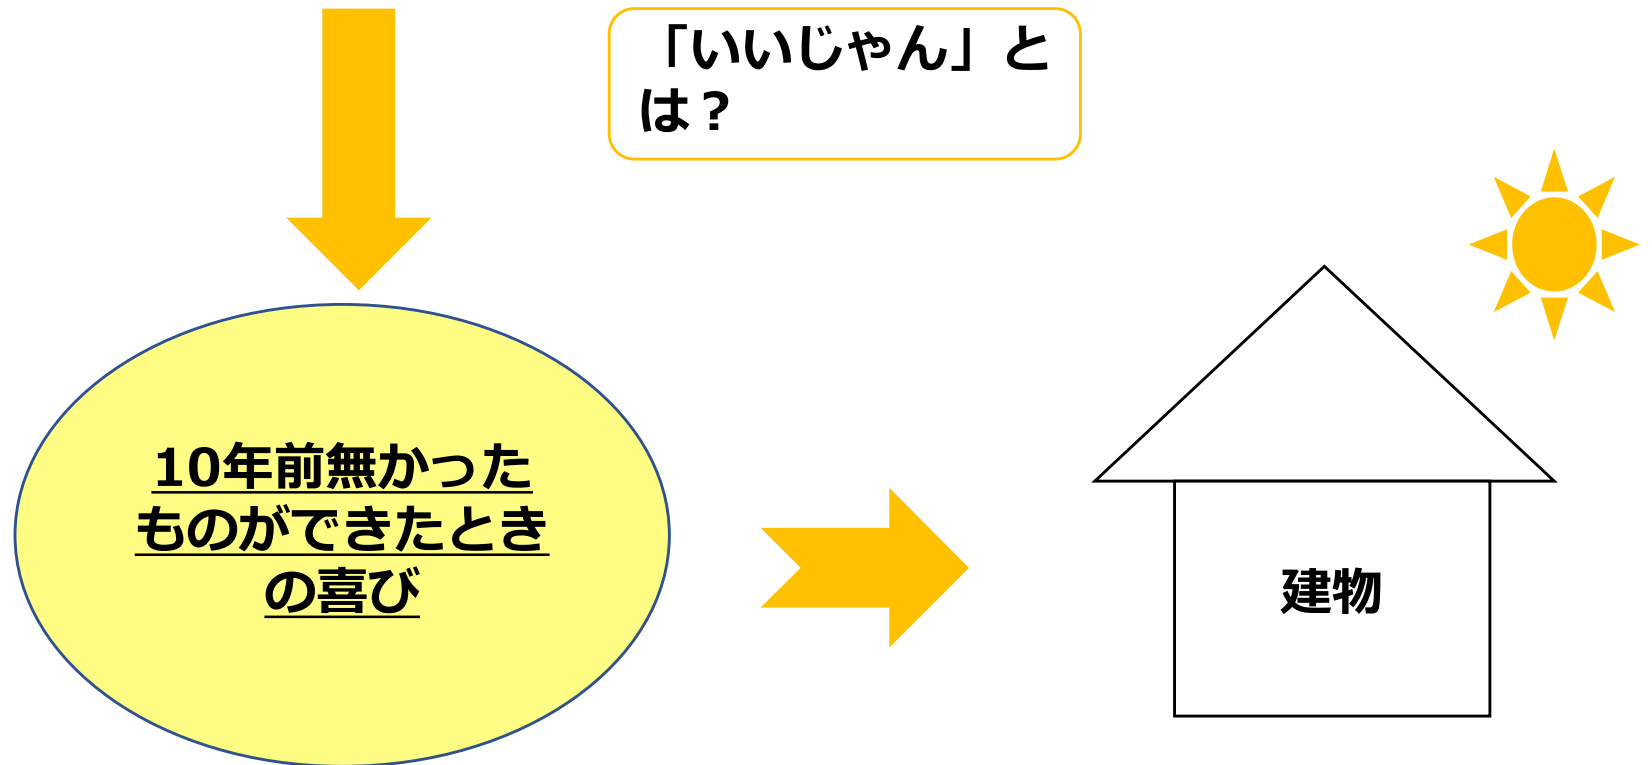 「いいじゃん」と
は？
10年前無かった
ものができたとき
の喜び
建物